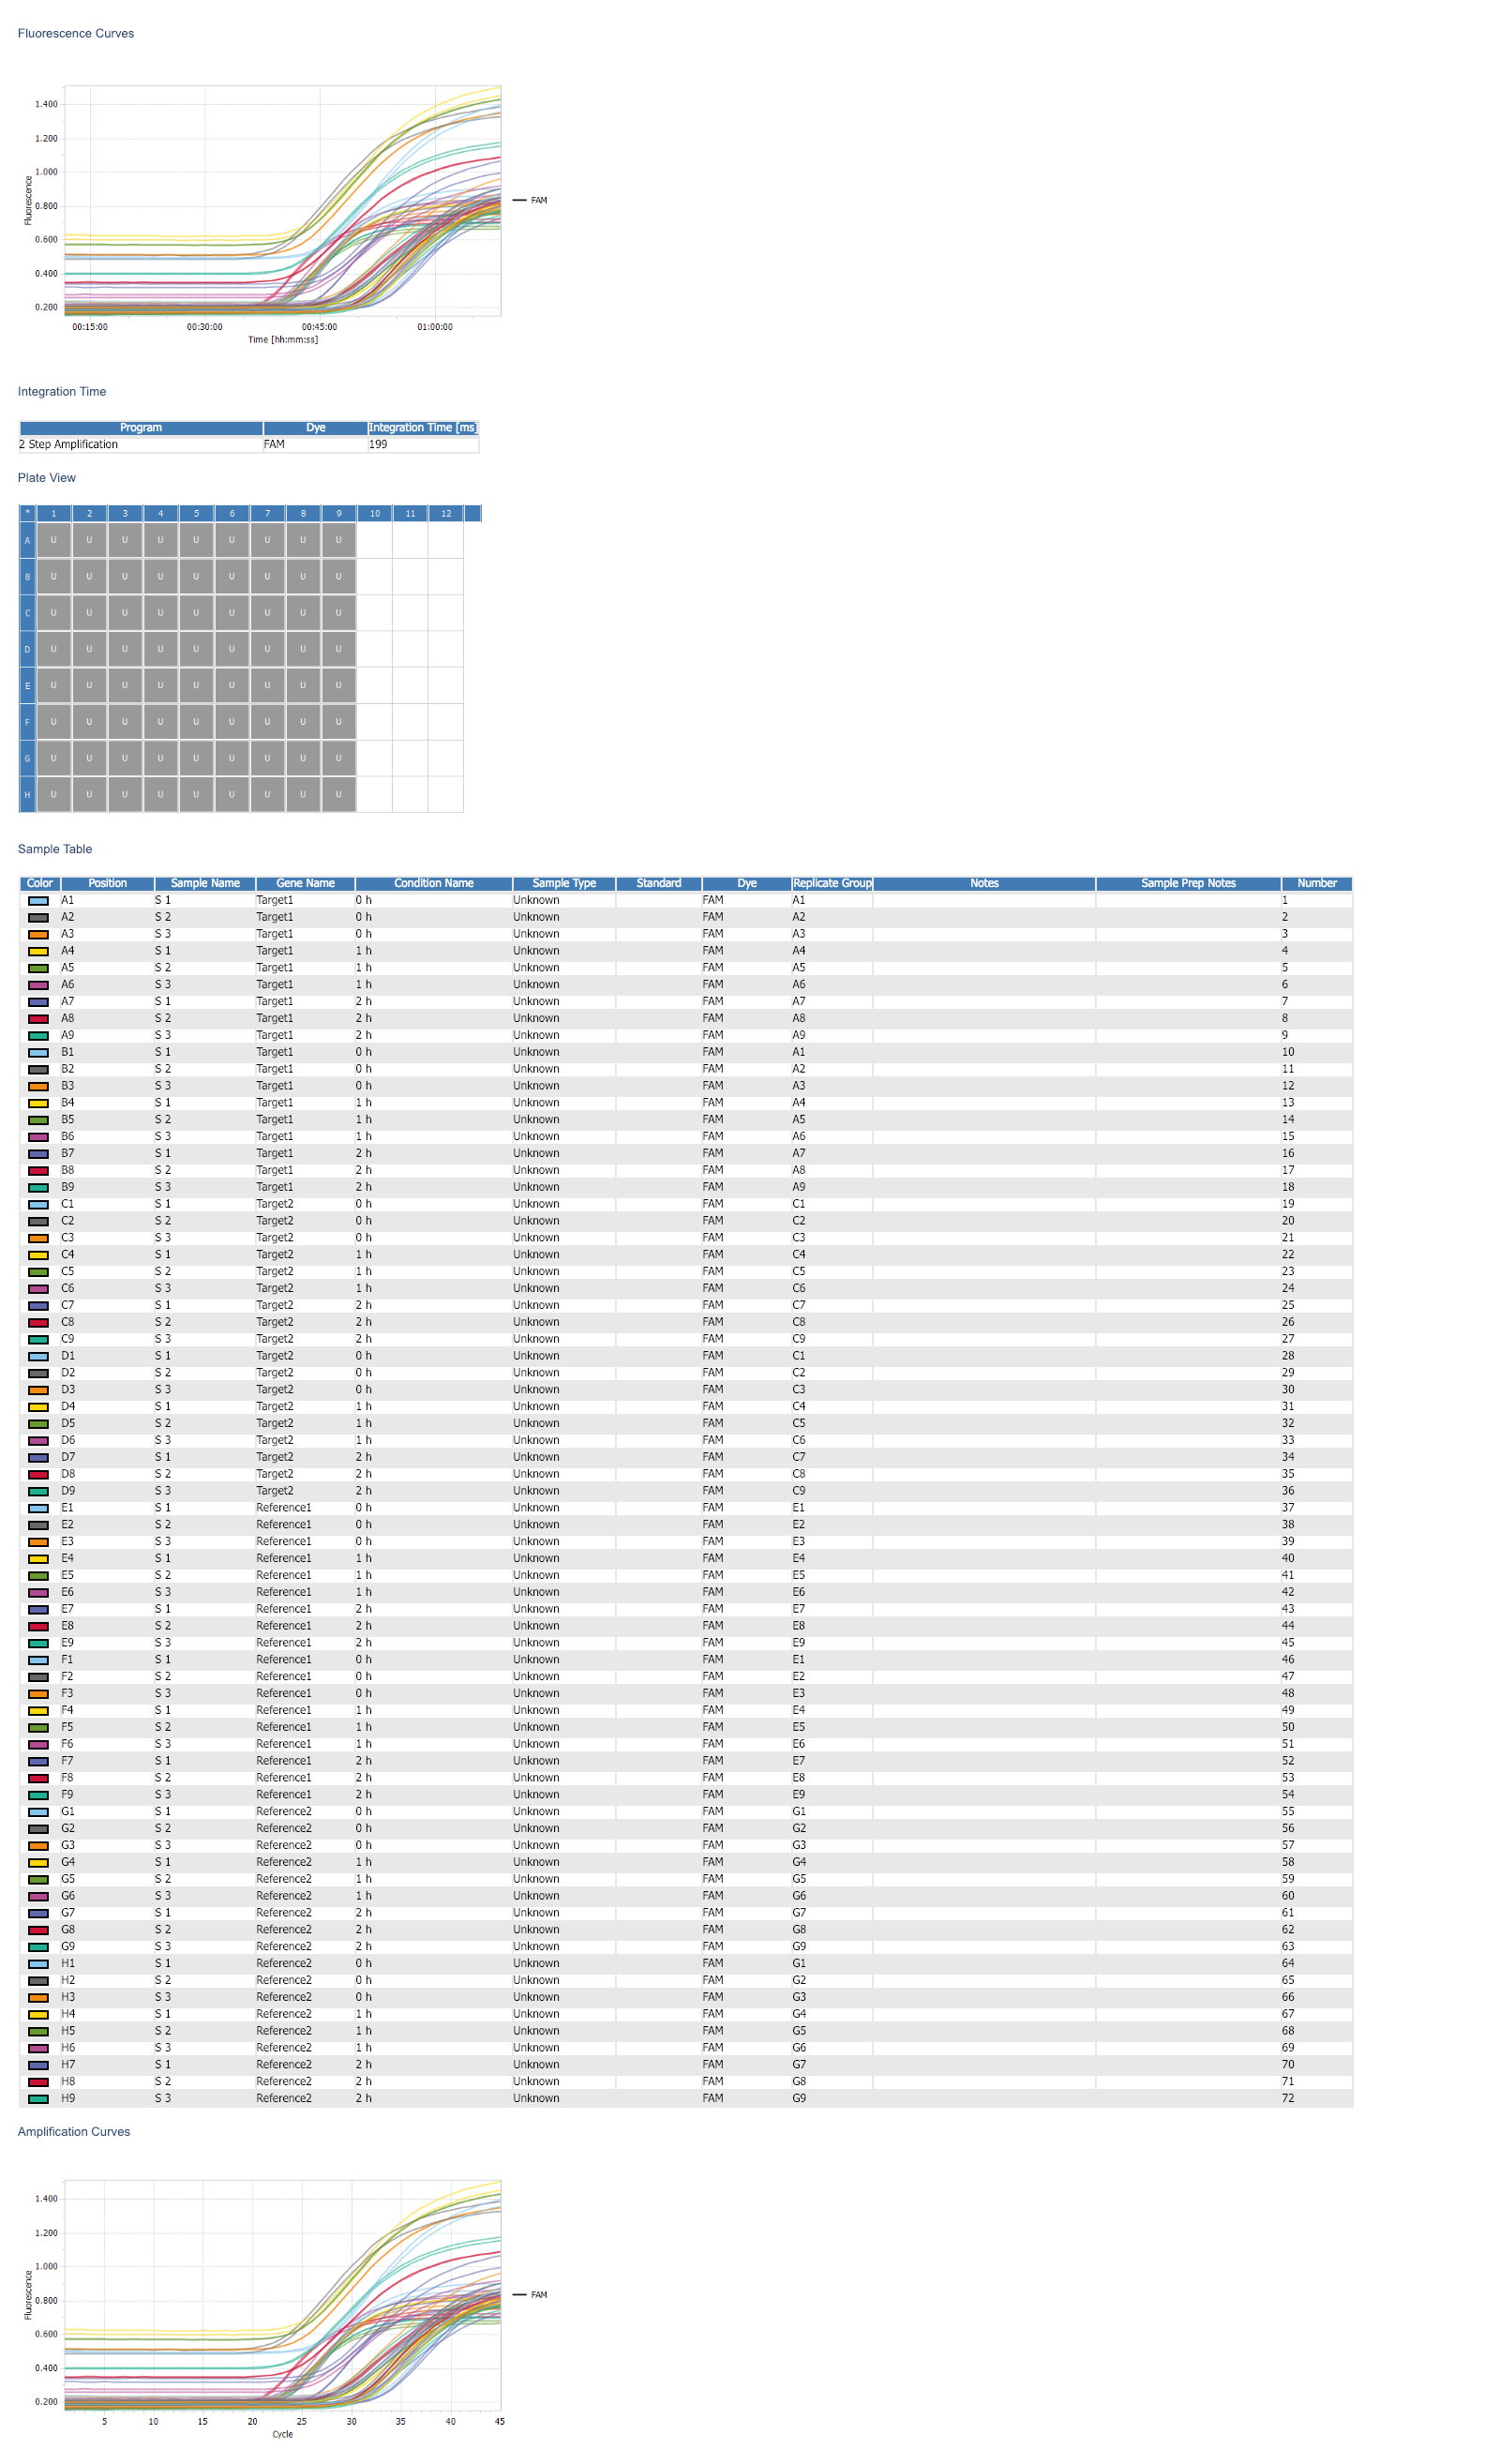 Fluorescence Curves
1.400
1.200
1.000
0.800
0.600
0.400
0.200
Fluorescence
FAM
00:15:00 00:30:00 00:45:00 01:00:00
Time [hh:mm:ss]
Integration Time
Program Dye Integration Time [ms]
2 Step Amplification FAM 199
Plate View
* 1 2 3 4 5 6 7 8 9 10 11 12
A U U U U U U U U U
B U U U U U U U U U
C U U U U U U U U U
D U U U U U U U U U
E U U U U U U U U U
F U U U U U U U U U
G U U U U U U U U U
H U U U U U U U U U
Sample Table
Color Position Sample Name Gene Name Condition Name Sample Type Standard Dye Replicate Group Notes Sample Prep Notes Number
A1 S 1 Target1 0 h Unknown FAM A1 1
A2 S 2 Target1 0 h Unknown FAM A2 2
A3 S 3 Target1 0 h Unknown FAM A3 3
A4 S 1 Target1 1 h Unknown FAM A4 4
A5 S 2 Target1 1 h Unknown FAM A5 5
A6 S 3 Target1 1 h Unknown FAM A6 6
A7 S 1 Target1 2 h Unknown FAM A7 7
A8 S 2 Target1 2 h Unknown FAM A8 8
A9 S 3 Target1 2 h Unknown FAM A9 9
B1 S 1 Target1 0 h Unknown FAM A1 10
B2 S 2 Target1 0 h Unknown FAM A2 11
B3 S 3 Target1 0 h Unknown FAM A3 12
B4 S 1 Target1 1 h Unknown FAM A4 13
B5 S 2 Target1 1 h Unknown FAM A5 14
B6 S 3 Target1 1 h Unknown FAM A6 15
B7 S 1 Target1 2 h Unknown FAM A7 16
B8 S 2 Target1 2 h Unknown FAM A8 17
B9 S 3 Target1 2 h Unknown FAM A9 18
C1 S 1 Target2 0 h Unknown FAM C1 19
C2 S 2 Target2 0 h Unknown FAM C2 20
C3 S 3 Target2 0 h Unknown FAM C3 21
C4 S 1 Target2 1 h Unknown FAM C4 22
C5 S 2 Target2 1 h Unknown FAM C5 23
C6 S 3 Target2 1 h Unknown FAM C6 24
C7 S 1 Target2 2 h Unknown FAM C7 25
C8 S 2 Target2 2 h Unknown FAM C8 26
C9 S 3 Target2 2 h Unknown FAM C9 27
D1 S 1 Target2 0 h Unknown FAM C1 28
D2 S 2 Target2 0 h Unknown FAM C2 29
D3 S 3 Target2 0 h Unknown FAM C3 30
D4 S 1 Target2 1 h Unknown FAM C4 31
D5 S 2 Target2 1 h Unknown FAM C5 32
D6 S 3 Target2 1 h Unknown FAM C6 33
D7 S 1 Target2 2 h Unknown FAM C7 34
D8 S 2 Target2 2 h Unknown FAM C8 35
D9 S 3 Target2 2 h Unknown FAM C9 36
E1 S 1 Reference1 0 h Unknown FAM E1 37
E2 S 2 Reference1 0 h Unknown FAM E2 38
E3 S 3 Reference1 0 h Unknown FAM E3 39
E4 S 1 Reference1 1 h Unknown FAM E4 40
E5 S 2 Reference1 1 h Unknown FAM E5 41
E6 S 3 Reference1 1 h Unknown FAM E6 42
E7 S 1 Reference1 2 h Unknown FAM E7 43
E8 S 2 Reference1 2 h Unknown FAM E8 44
E9 S 3 Reference1 2 h Unknown FAM E9 45
F1 S 1 Reference1 0 h Unknown FAM E1 46
F2 S 2 Reference1 0 h Unknown FAM E2 47
F3 S 3 Reference1 0 h Unknown FAM E3 48
F4 S 1 Reference1 1 h Unknown FAM E4 49
F5 S 2 Reference1 1 h Unknown FAM E5 50
F6 S 3 Reference1 1 h Unknown FAM E6 51
F7 S 1 Reference1 2 h Unknown FAM E7 52
F8 S 2 Reference1 2 h Unknown FAM E8 53
F9 S 3 Reference1 2 h Unknown FAM E9 54
G1 S 1 Reference2 0 h Unknown FAM G1 55
G2 S 2 Reference2 0 h Unknown FAM G2 56
G3 S 3 Reference2 0 h Unknown FAM G3 57
G4 S 1 Reference2 1 h Unknown FAM G4 58
G5 S 2 Reference2 1 h Unknown FAM G5 59
G6 S 3 Reference2 1 h Unknown FAM G6 60
G7 S 1 Reference2 2 h Unknown FAM G7 61
G8 S 2 Reference2 2 h Unknown FAM G8 62
G9 S 3 Reference2 2 h Unknown FAM G9 63
H1 S 1 Reference2 0 h Unknown FAM G1 64
H2 S 2 Reference2 0 h Unknown FAM G2 65
H3 S 3 Reference2 0 h Unknown FAM G3 66
H4 S 1 Reference2 1 h Unknown FAM G4 67
H5 S 2 Reference2 1 h Unknown FAM G5 68
H6 S 3 Reference2 1 h Unknown FAM G6 69
H7 S 1 Reference2 2 h Unknown FAM G7 70
H8 S 2 Reference2 2 h Unknown FAM G8 71
H9 S 3 Reference2 2 h Unknown FAM G9 72
Amplification Curves
1.400
1.200
1.000
0.800
0.600
0.400
0.200
Fluorescence
FAM
5 10 15 20 25 30 35 40 45
Cycle